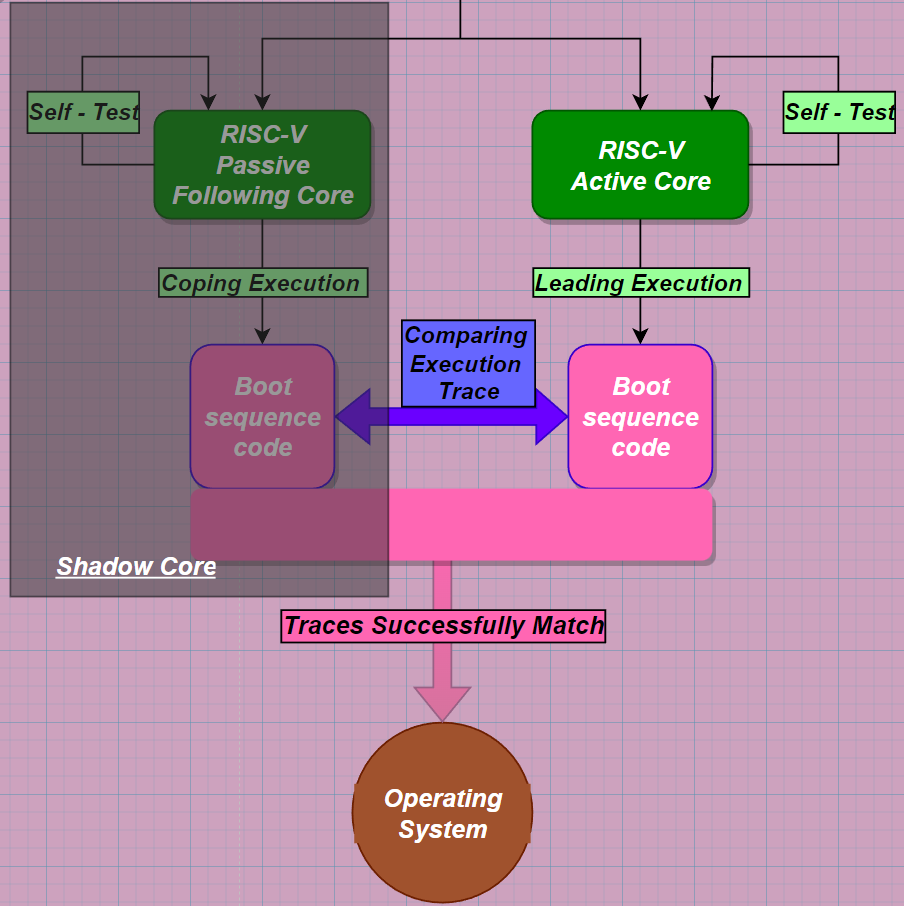 Self - Test
RISC-V
Passive
Following Core
RISC-V
Active Core
Self - Test
Coping Execution
Leading Execution
Comparing
Execution
Trace
Boot
sequence
code
Boot
sequence
code
Shadow Core
Traces Successfully Match
Operating
System